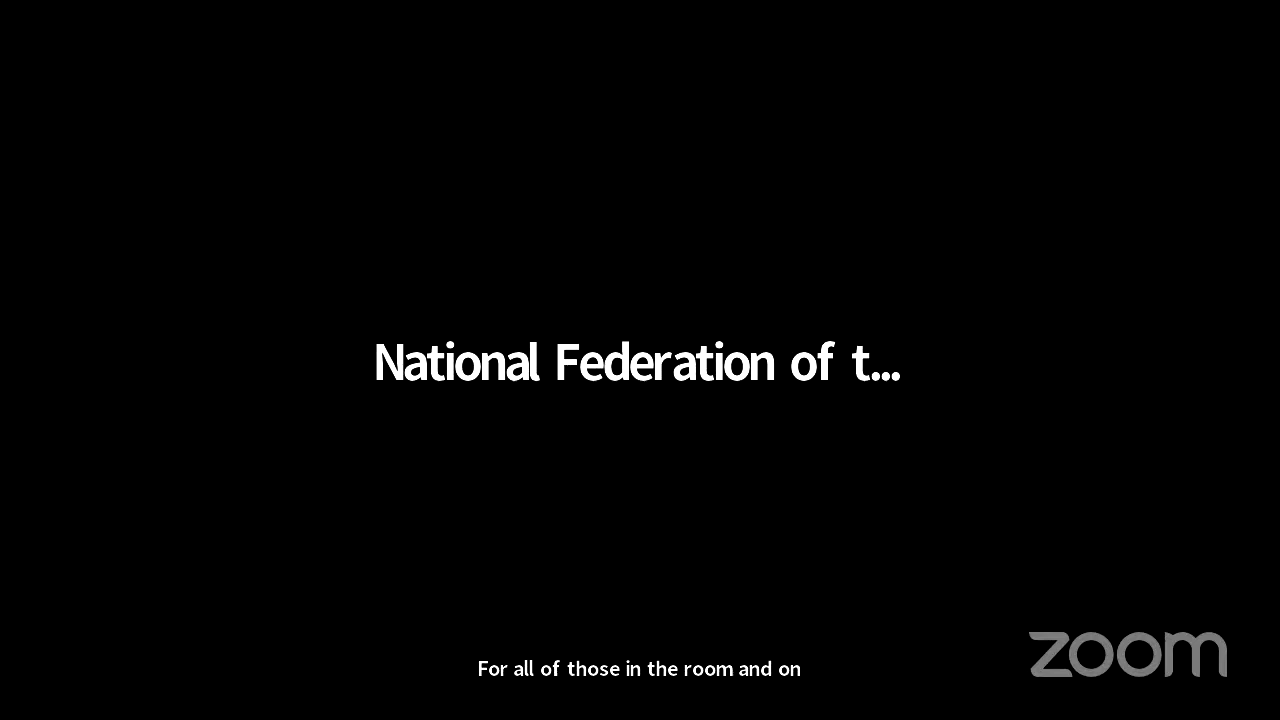 National Federation of t...
For all of those in the room and on
zoom